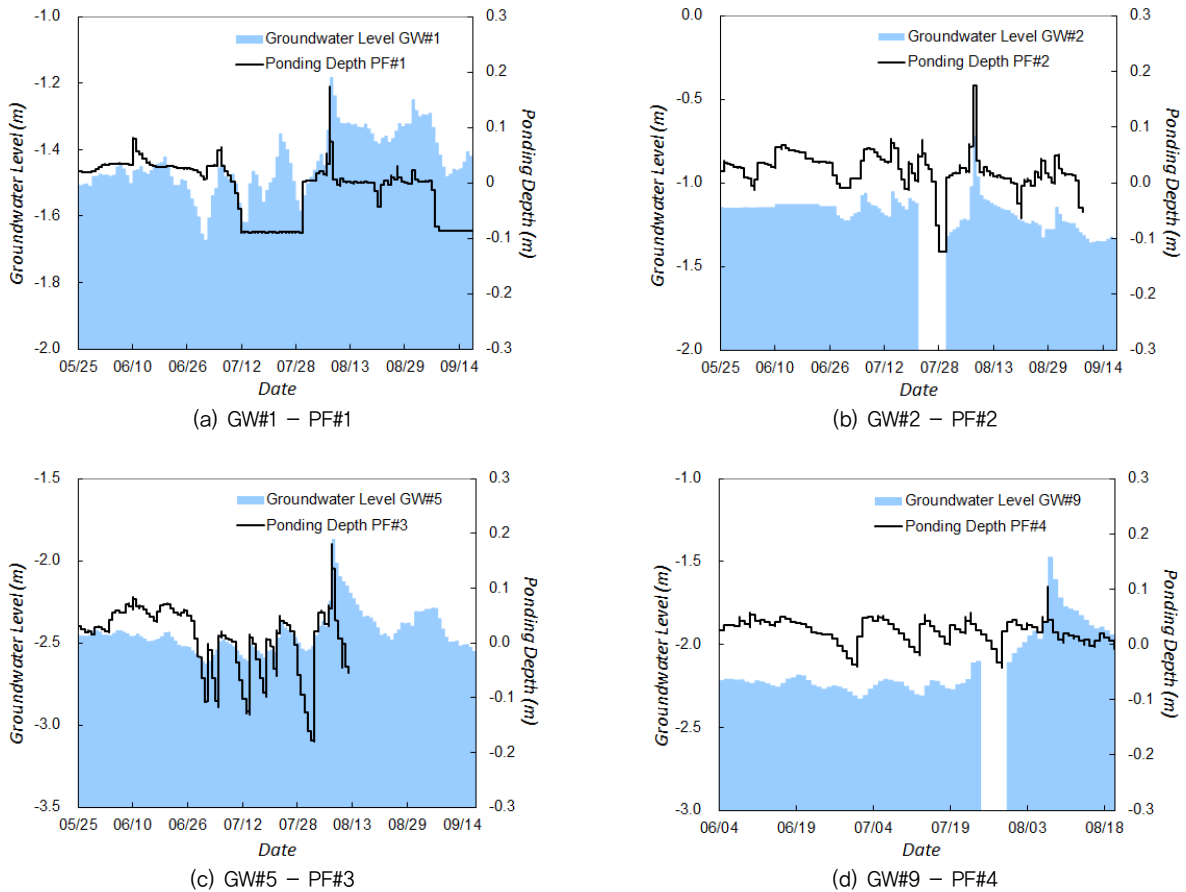 -1.0
-1.2
-1.4
-1.6
-1.8
-2.0
Groundwater Level (m)
Groundwater Level GW#1
Ponding Depth PF#1
0.3
0.2
0.1
0.0
-0.1
-0.2
-0.3
Ponding Depth (m)
05/25 06/10 06/26 07/12 07/28 08/13 08/29 09/14
Date
(a) GW#1 － PF#1
0.0
-0.5
-1.0
-1.5
-2.0
Groundwater Level (m)
Groundwater Level GW#2
Ponding Depth PF#2
0.3
0.2
0.1
0.0
-0.1
-0.2
-0.3
Ponding Depth (m)
05/25 06/10 06/26 07/12 07/28 08/13 08/29 09/14
Date
(b) GW#2 － PF#2
-1.5
-2.0
-2.5
-3.0
-3.5
Groundwater Level (m)
Groundwater Level GW#5
Ponding Depth PF#3
0.3
0.2
0.1
0.0
-0.1
-0.2
-0.3
Ponding Depth (m)
05/25 06/10 06/26 07/12 07/28 08/13 08/29 09/14
Date
(c) GW#5 － PF#3
-1.0
-1.5
-2.0
-2.5
-3.0
Groundwater Level (m)
Groundwater Level GW#9
Ponding Depth PF#4
0.3
0.2
0.1
0.0
-0.1
-0.2
-0.3
Ponding Depth (m)
06/04 06/19 07/04 07/19 08/03 08/18
Date
(d) GW#9 － PF#4